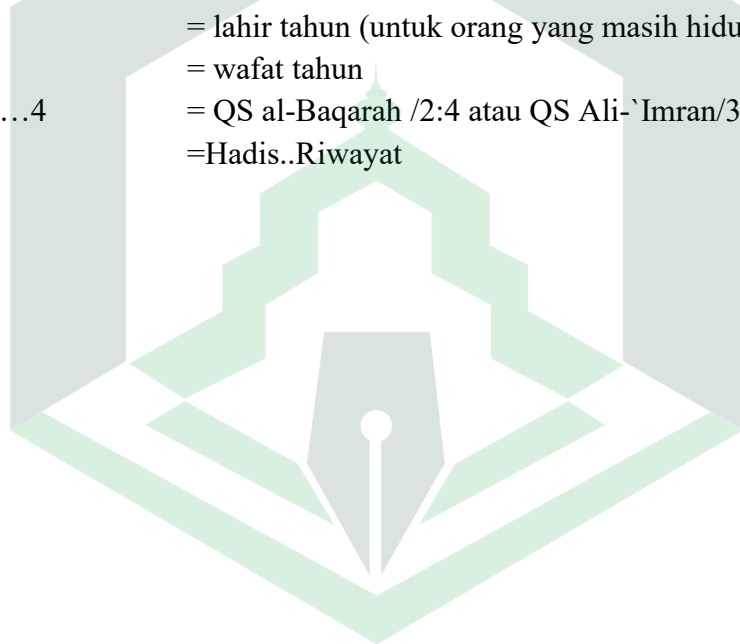 = lahir tahun (untuk orang yang masih hidu
= wafat tahun
…4 = QS al-Baqarah /2:4 atau QS Ali-`Imran/3
=Hadis..Riwayat